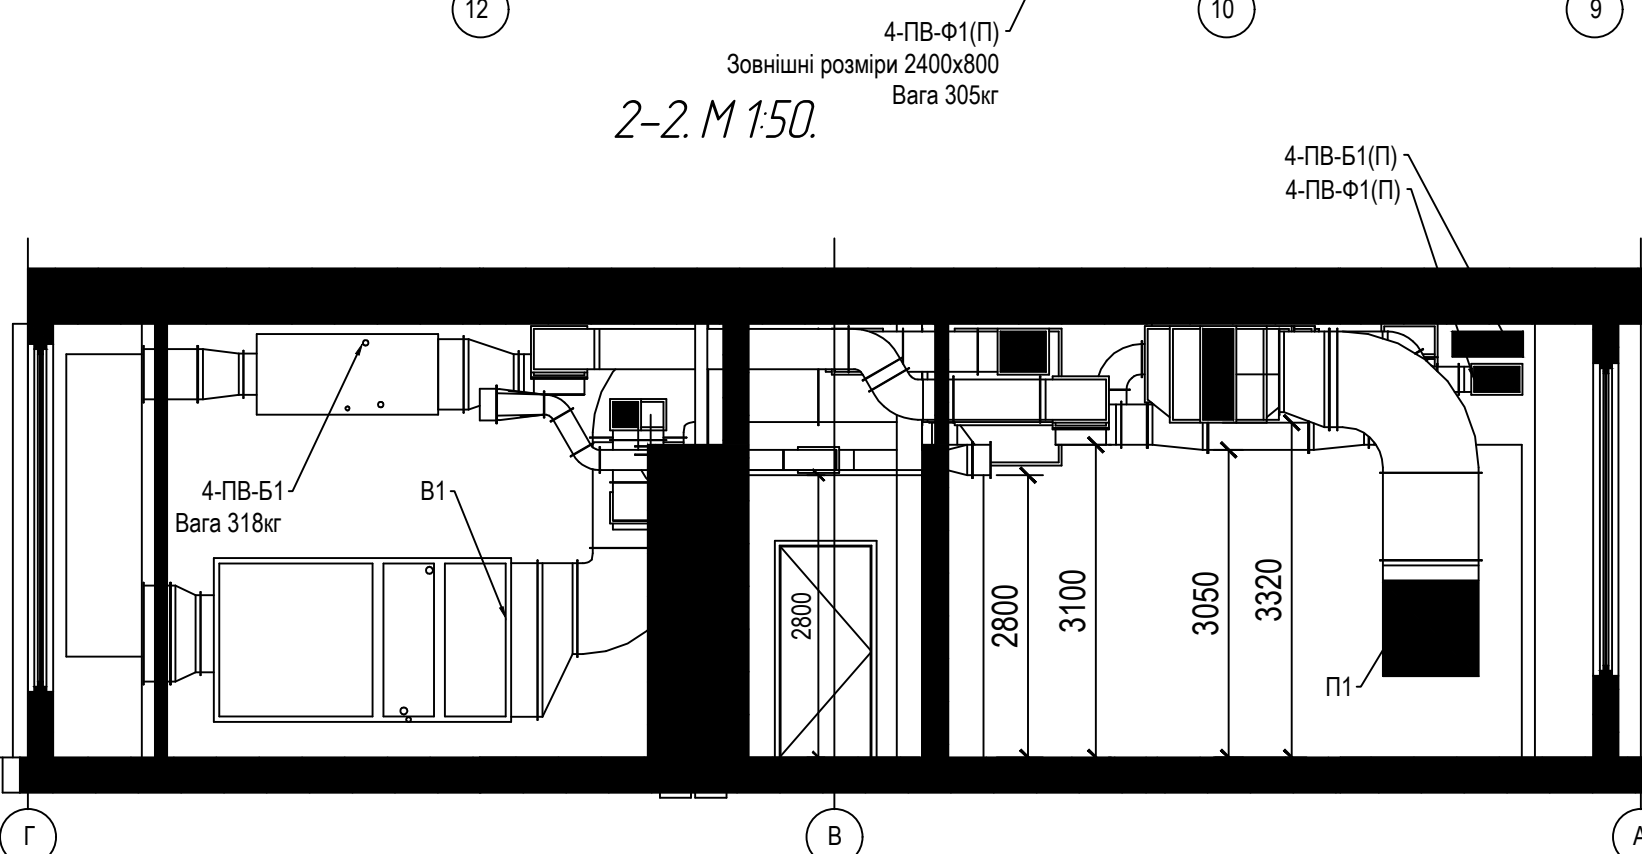 12
10
9
4-ПВ-Ф1(П)
Зовнішні розміри 2400х800
Вага 305кг
2-2. М 1:50.
4-ПВ-Б1(П)
4-ПВ-Ф1(П)
4-ПВ-Б1
Вага 318кг
В1
2800
2800
3100
3050
3320
П1
Г
В
А